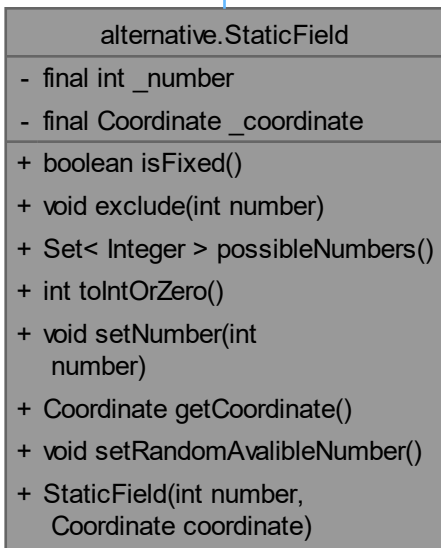 alternative.StaticField
- final int _number
- final Coordinate _coordinate
+ boolean isFixed()
+ void exclude(int number)
+ Set< Integer > possibleNumbers()
+ int toIntOrZero()
+ void setNumber(int
number)
+ Coordinate getCoordinate()
+ void setRandomAvalibleNumber()
+ StaticField(int number,
Coordinate coordinate)